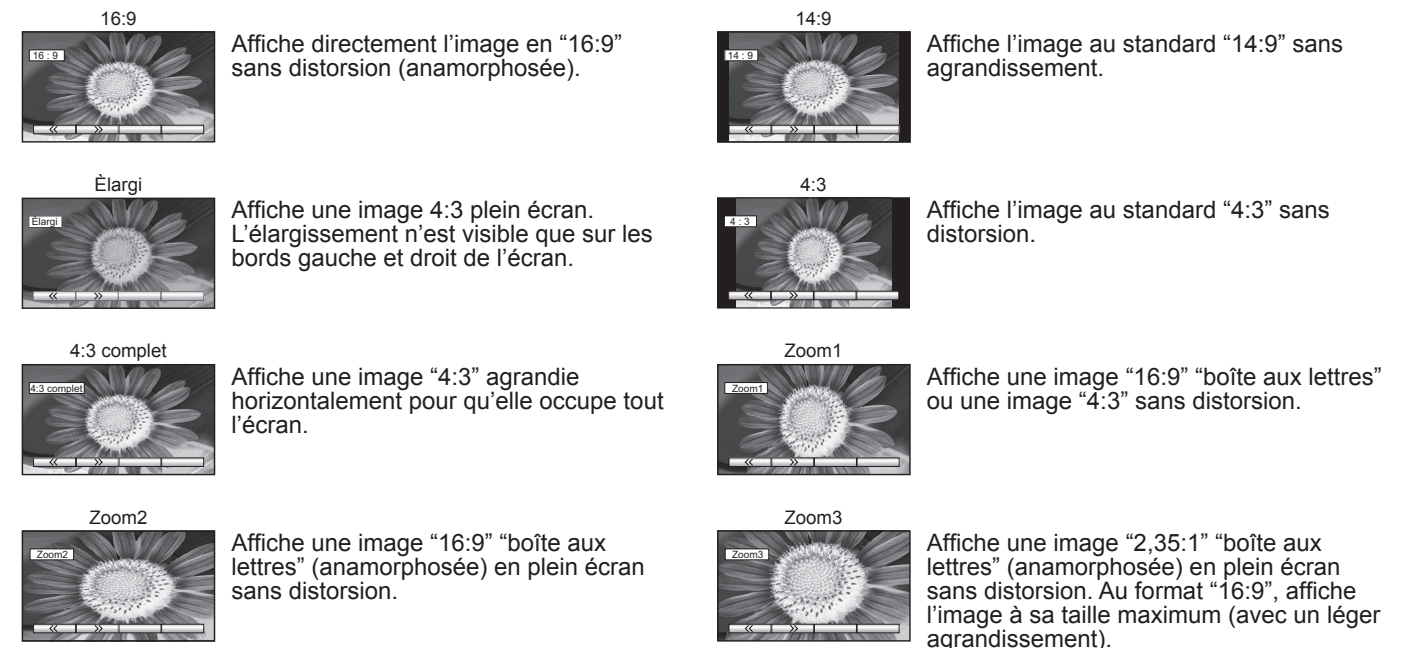 16:9
16 : 9
Affiche directement l’image en “16:9”
sans distorsion (anamorphosée).
14:9
14 : 9
Affiche l’image au standard “14:9” sans
agrandissement.
Èlargi
Èlargi
Affiche une image 4:3 plein écran.
L’élargissement n’est visible que sur les
bords gauche et droit de l’écran.
4:3
4 : 3
Affiche l’image au standard “4:3” sans
distorsion.
4:3 complet
4:3 complet
Affiche une image “4:3” agrandie
horizontalement pour qu’elle occupe tout
l’écran.
Zoom1
Zoom1
Affiche une image “16:9” “boîte aux lettres”
ou une image “4:3” sans distorsion.
Zoom2
Zoom2
Affiche une image “16:9” “boîte aux
lettres” (anamorphosée) en plein écran
sans distorsion.
Zoom3
Zoom3
Affiche une image “2,35:1” “boîte aux
lettres” (anamorphosée) en plein écran
sans distorsion. Au format “16:9”, affiche
l’image à sa taille maximum (avec un léger
agrandissement).